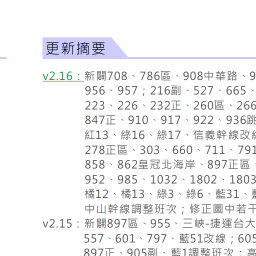 更新摘要
v2.16：新闢708、786區、908中華路、9
956、957；216副、527、665、
223、226、232正、260區、266
847正、910、917、922、936跳
紅13、綠16、綠17、信義幹線改線
278正區、303、660、711、791
858、862皇冠北海岸、897正區、
952、985、1032、1802、1803
橘12、橘13、綠3、綠6、藍31、藍
中山幹線調整班次；修正圖中若干
v2.15：新闢897區、955、三峽-捷運台大
557、601、797、藍51改線；605
897正、905副、藍1調整班次；高